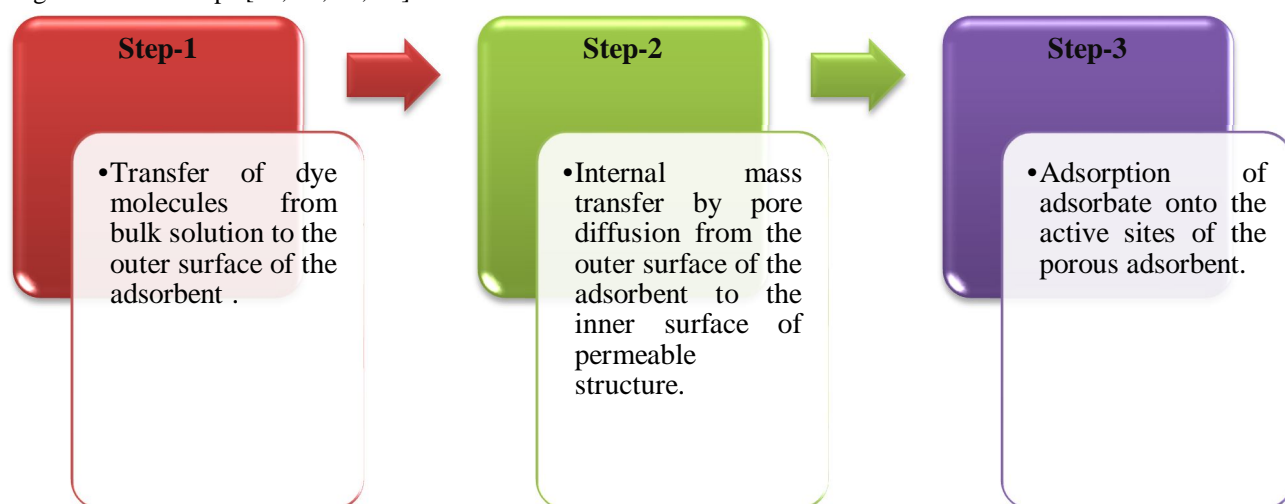 Step-1
•Transfer of dye
molecules from
bulk solution to the
outer surface of the
adsorbent .
Step-2
•Internal mass
transfer by pore
diffusion from the
outer surface of the
adsorbent to the
inner surface of
permeable
structure.
Step-3
•Adsorption of
adsorbate onto the
active sites of the
porous adsorbent.